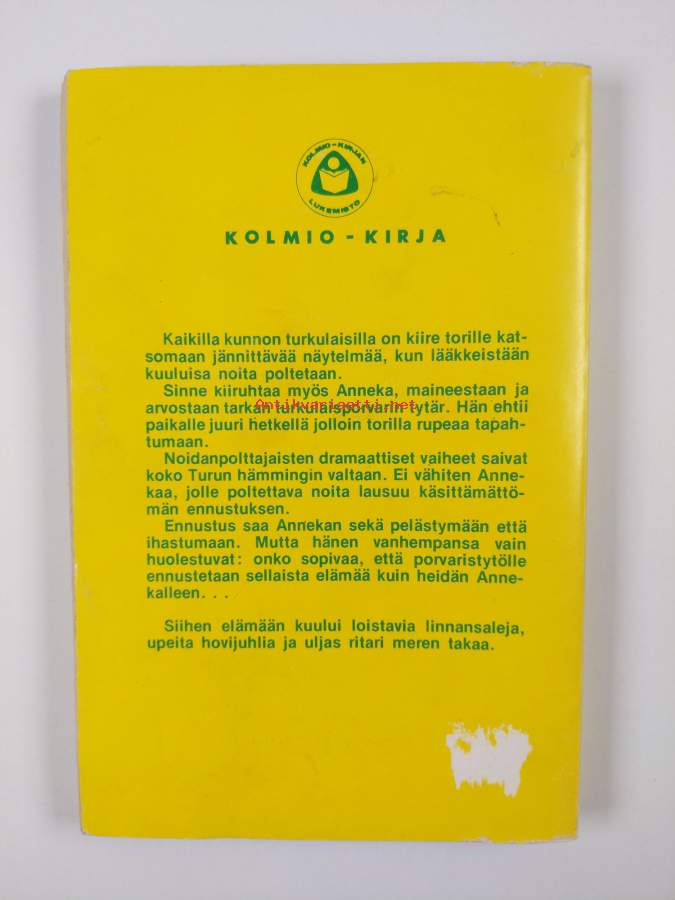 KOLMIO-KIRJAN
LUKEMISTO
KOLMIO-KIRJA
Kaikilla kunnon turkulaisilla on kiire torille kat-
somaan jännittävää näytelmää, kun lääkkeistään
kuuluisa noita poltetaan.
Sinne kiiruhtaa myös Anneka, maineestaan ja
arvostaan tarkan turkulaisporvarin tytär. Hän ehtii
Antikvariaatti.net
paikalle juuri hetkellä jolloin torilla rupeaa tapah-
tumaan.
Noidanpolttajaisten dramaattiset vaiheet saivat
koko Turun hämmingin valtaan. Ei vähiten Anne-
kaa, jolle poltettava noita lausuu käsittämättö-
män ennustuksen.
Ennustus saa Annekan sekä pelästymään että
ihastumaan. Mutta hänen vanhempansa vain
huolestuvat: onko sopivaa, että porvaristytölle
ennustetaan sellaista elämää kuin heidän Anne-
kalleen...
Siihen elämään kuului loistavia linnansaleja,
upeita hovijuhlia ja uljas ritari meren takaa.